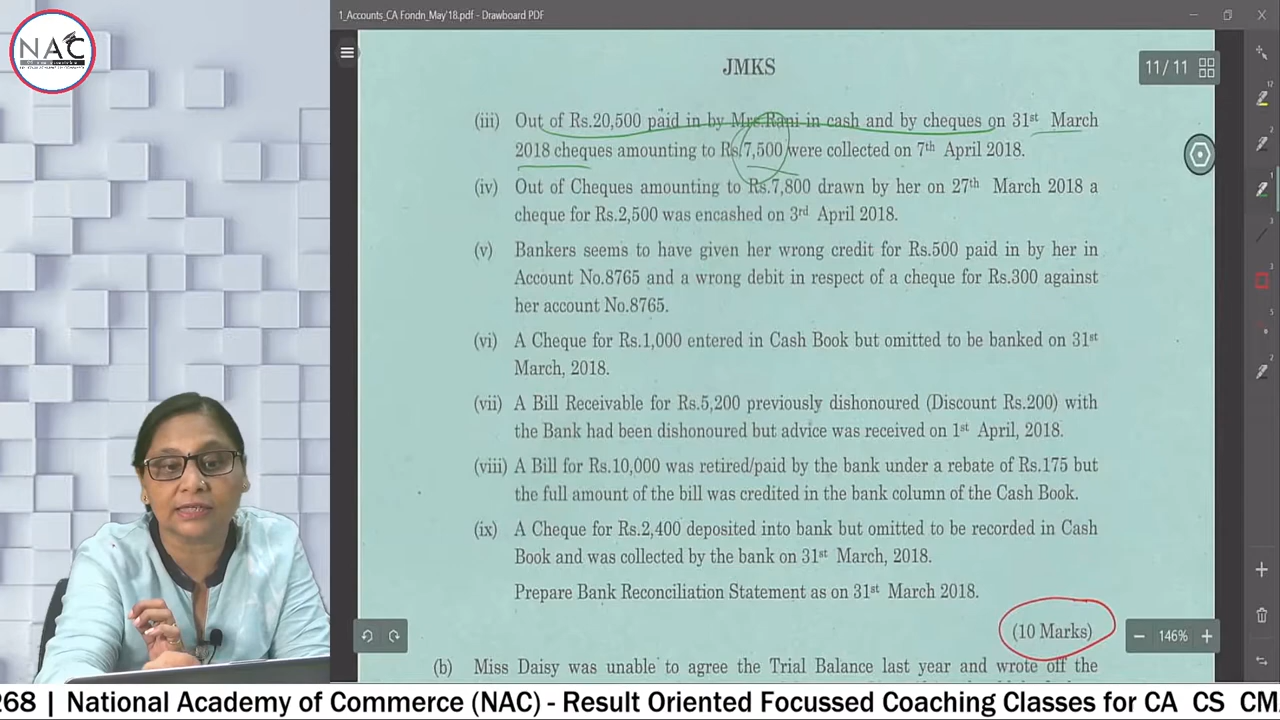 1_Accounts_CA Fondn_May'18.pdf - Drawboard PDF
NAC
11/11
JMKS
(iii) Out of Rs.20,500 paid in by Mrs.Rani in cash and by cheques on 31st March
2018 cheques amounting to Rs.7,500 were collected on 7th April 2018.
(iv) Out of Cheques amounting to Rs.7,800 drawn by her on 27th March 2018 a
cheque for Rs.2,500 was encashed on 3rd April 2018.
(v) Bankers seems to have given her wrong credit for Rs.500 paid in by her in
Account No.8765 and a wrong debit in respect of a cheque for Rs.300 against
her account No.8765.
(vi) A Cheque for Rs.1,000 entered in Cash Book but omitted to be banked on 31st
March, 2018.
(vii) A Bill Receivable for Rs.5,200 previously dishonoured (Discount Rs.200) with
the Bank had been dishonoured but advice was received on 1st April, 2018.
(viii) A Bill for Rs.10,000 was retired/paid by the bank under a rebate of Rs.175 but
the full amount of the bill was credited in the bank column of the Cash Book.
(ix) A Cheque for Rs.2,400 deposited into bank but omitted to be recorded in Cash
Book and was collected by the bank on 31st March, 2018.
Prepare Bank Reconciliation Statement as on 31st March 2018.
(10 Marks)
146%
(b) Miss Daisy was unable to agree the Trial Balance last year and wrote off the
268 | National Academy of Commerce (NAC) - Result Oriented Focussed Coaching Classes for CA CS CMA